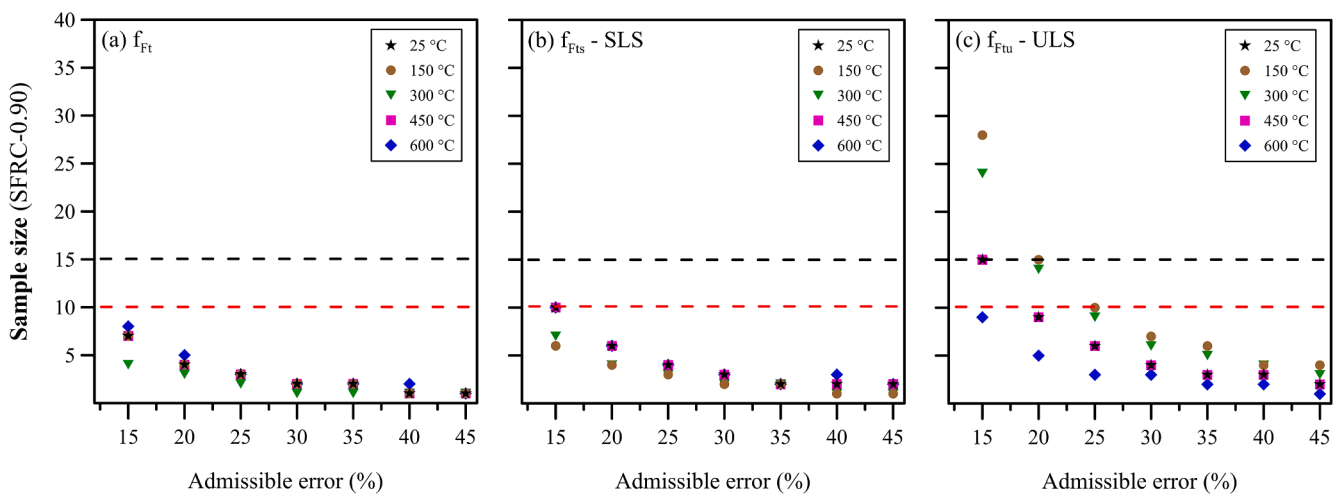 Sample size (SFRC-0.90)
40
35
30
25
20
15
10
5
(a) fFt
25 °C
150 °C
300 °C
450 °C
600 °C
15 20 25 30 35 40 45
Admissible error (%)
(b) fFts - SLS
25 °C
150 °C
300 °C
450 °C
600 °C
15 20 25 30 35 40 45
Admissible error (%)
(c) fFtu - ULS
25 °C
150 °C
300 °C
450 °C
600 °C
15 20 25 30 35 40 45
Admissible error (%)